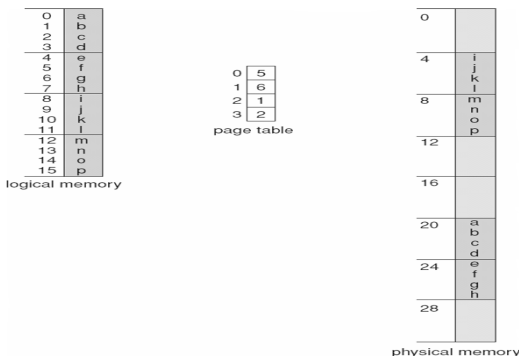 0 a
1 b
2 c
3 d
4 e
5 f
6 g
7 h
8 i
9 j
10 k
11 l
12 m
13 n
14 o
15 p
logical memory
0 5
1 6
2 1
3 2
page table
0
4 i
j
k
l
8 m
n
o
p
12
16
20 a
b
c
d
24 e
f
g
h
28
physical memory